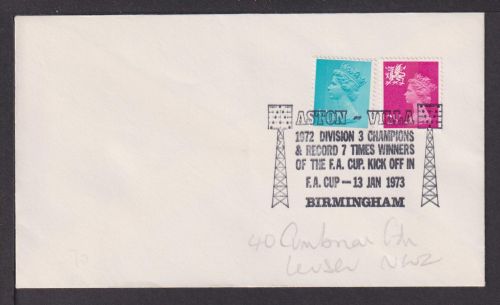 ASTON - VILLA
1972 DIVISION 3 CHAMPIONS
& RECORD 7 TIMES WINNERS
OF THE F.A. CUP. KICK OFF IN
F.A. CUP — 13 JAN 1973
BIRMINGHAM
40